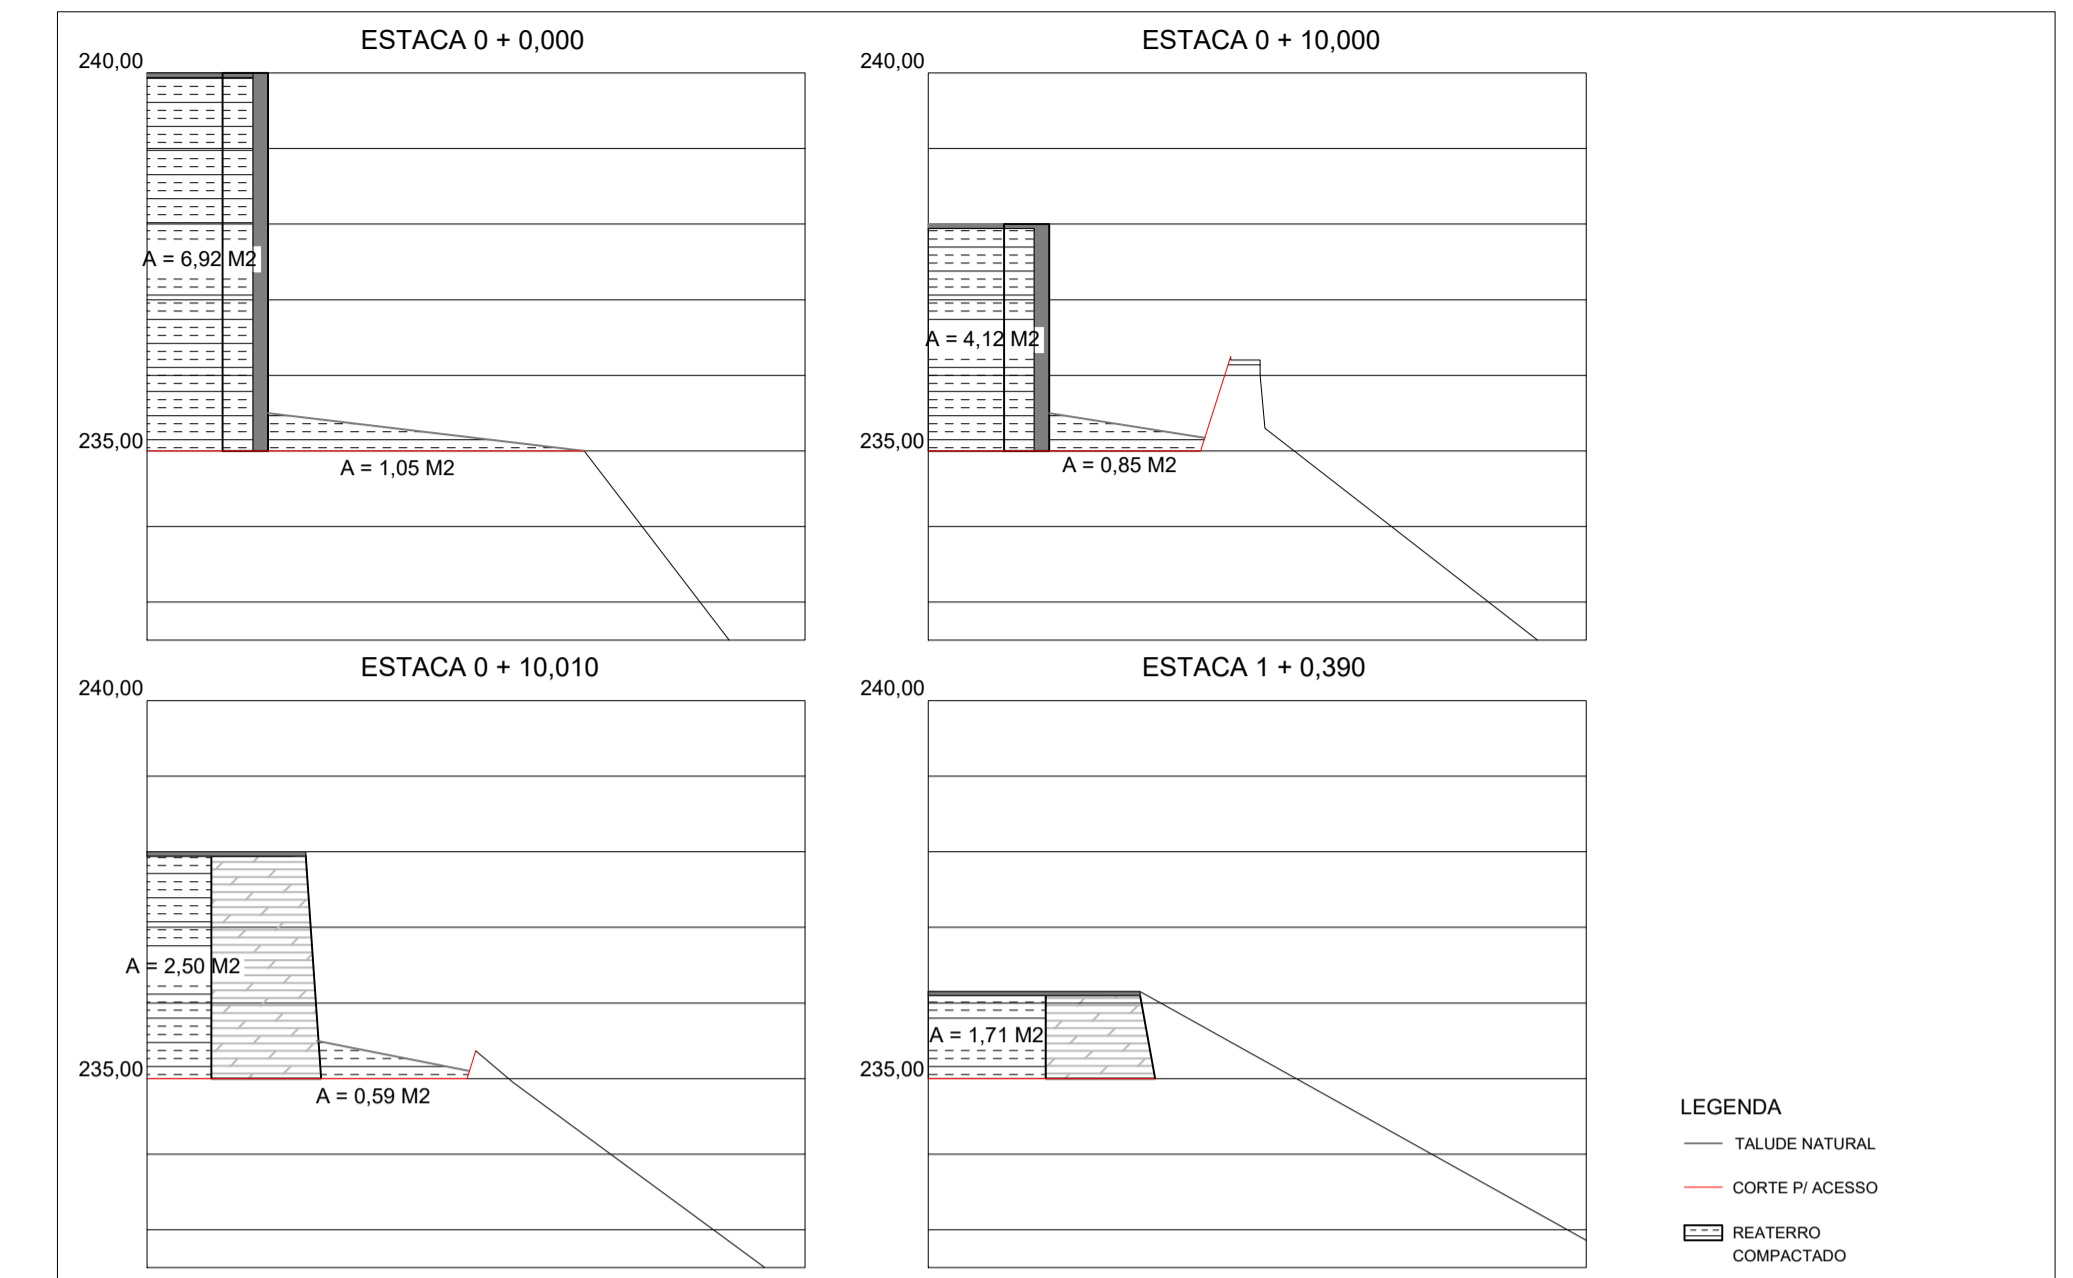 ESTACA 0 + 0,000
240,00
A = 6,92 M2
235,00
A = 1,05 M2
ESTACA 0 + 10,000
240,00
A = 4,12 M2
235,00
A = 0,85 M2
ESTACA 0 + 10,010
240,00
A = 2,50 M2
235,00
A = 0,59 M2
ESTACA 1 + 0,390
240,00
A = 1,71 M2
235,00
LEGENDA
TALUDE NATURAL
CORTE P/ ACESSO
REATERRO
COMPACTADO